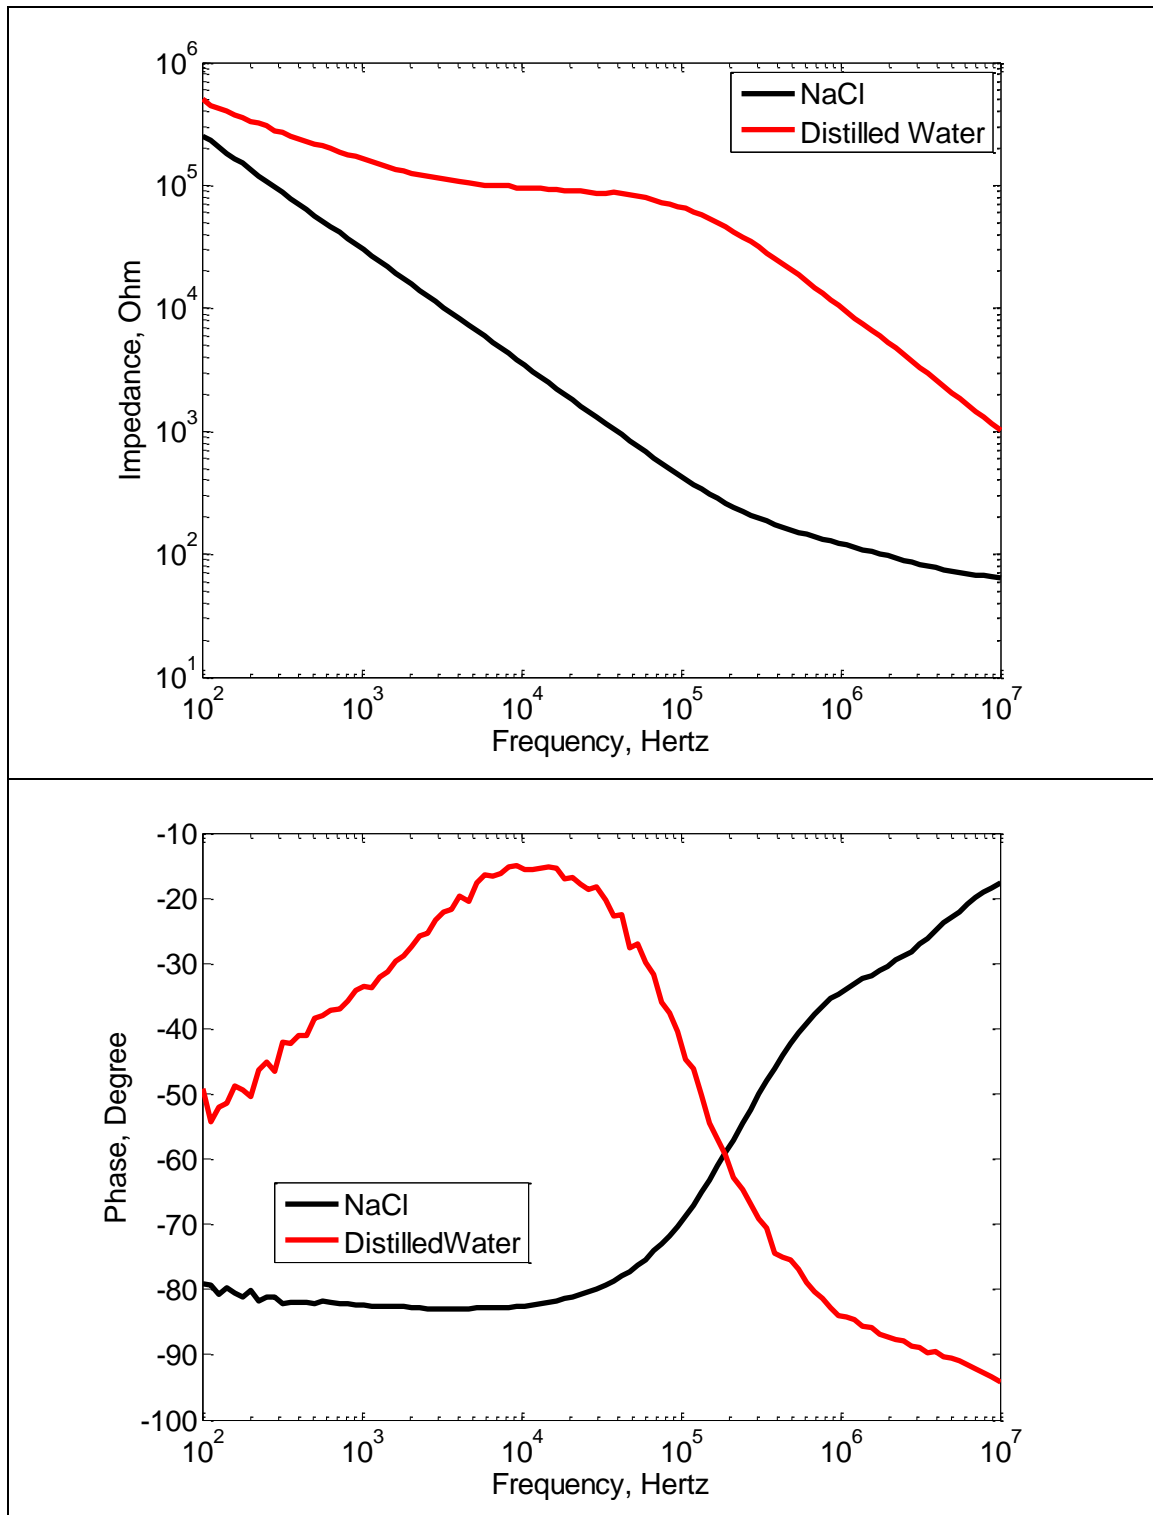 10^6
10^5
10^4
10^3
10^2
10^1
Impedance, Ohm
NaCl
Distilled Water
10^2 10^3 10^4 10^5 10^6 10^7
Frequency, Hertz
-10
-20
-30
-40
-50
-60
-70
-80
-90
-100
Phase, Degree
NaCl
DistilledWater
10^2 10^3 10^4 10^5 10^6 10^7
Frequency, Hertz